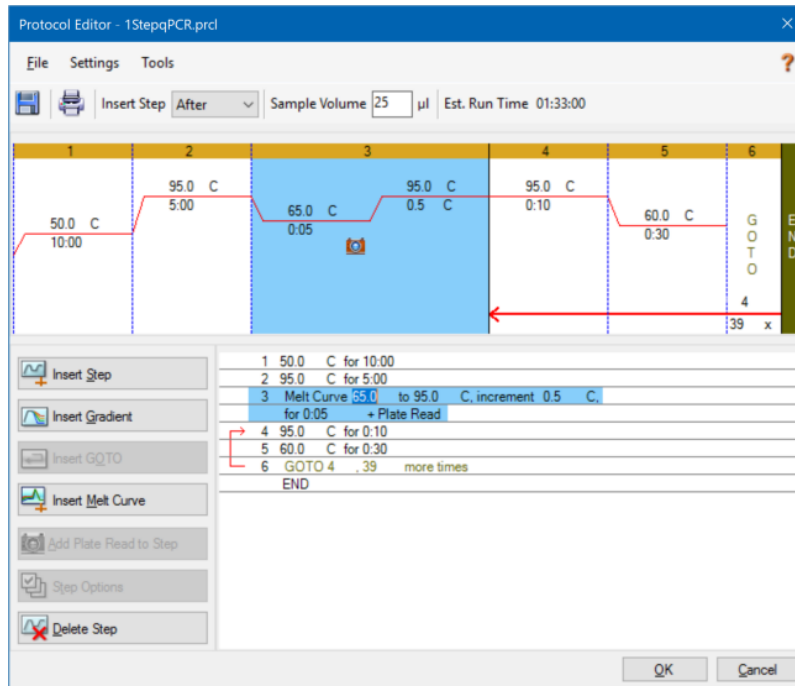 Protocol Editor - 1StepqPCR.prcl
File Settings Tools ?
Insert Step After Sample Volume 25 µl Est. Run Time 01:33:00
1 2 3 4 5 6
95.0 C 95.0 C 95.0 C
5:00 0.5 C 0:10
50.0 C 65.0 C 60.0 C
10:00 0:05 0:30
GOTO
END
4
39 x
Insert Step
Insert Gradient
Insert GOTO
Insert Melt Curve
Add Plate Read to Step
Step Options
Delete Step
1 50.0 C for 10:00
2 95.0 C for 5:00
3 Melt Curve 65.0 to 95.0 C, increment 0.5 C,
for 0:05 + Plate Read
4 95.0 C for 0:10
5 60.0 C for 0:30
6 GOTO 4 , 39 more times
END
OK Cancel